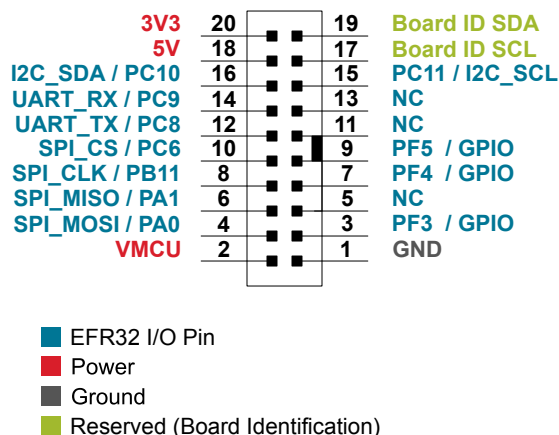 3V3 20 19 Board ID SDA
5V 18 17 Board ID SCL
I2C_SDA / PC10 16 15 PC11 / I2C_SCL
UART_RX / PC9 14 13 NC
UART_TX / PC8 12 11 NC
SPI_CS / PC6 10 9 PF5 / GPIO
SPI_CLK / PB11 8 7 PF4 / GPIO
SPI_MISO / PA1 6 5 NC
SPI_MOSI / PA0 4 3 PF3 / GPIO
VMCU 2 1 GND
EFR32 I/O Pin
Power
Ground
Reserved (Board Identification)